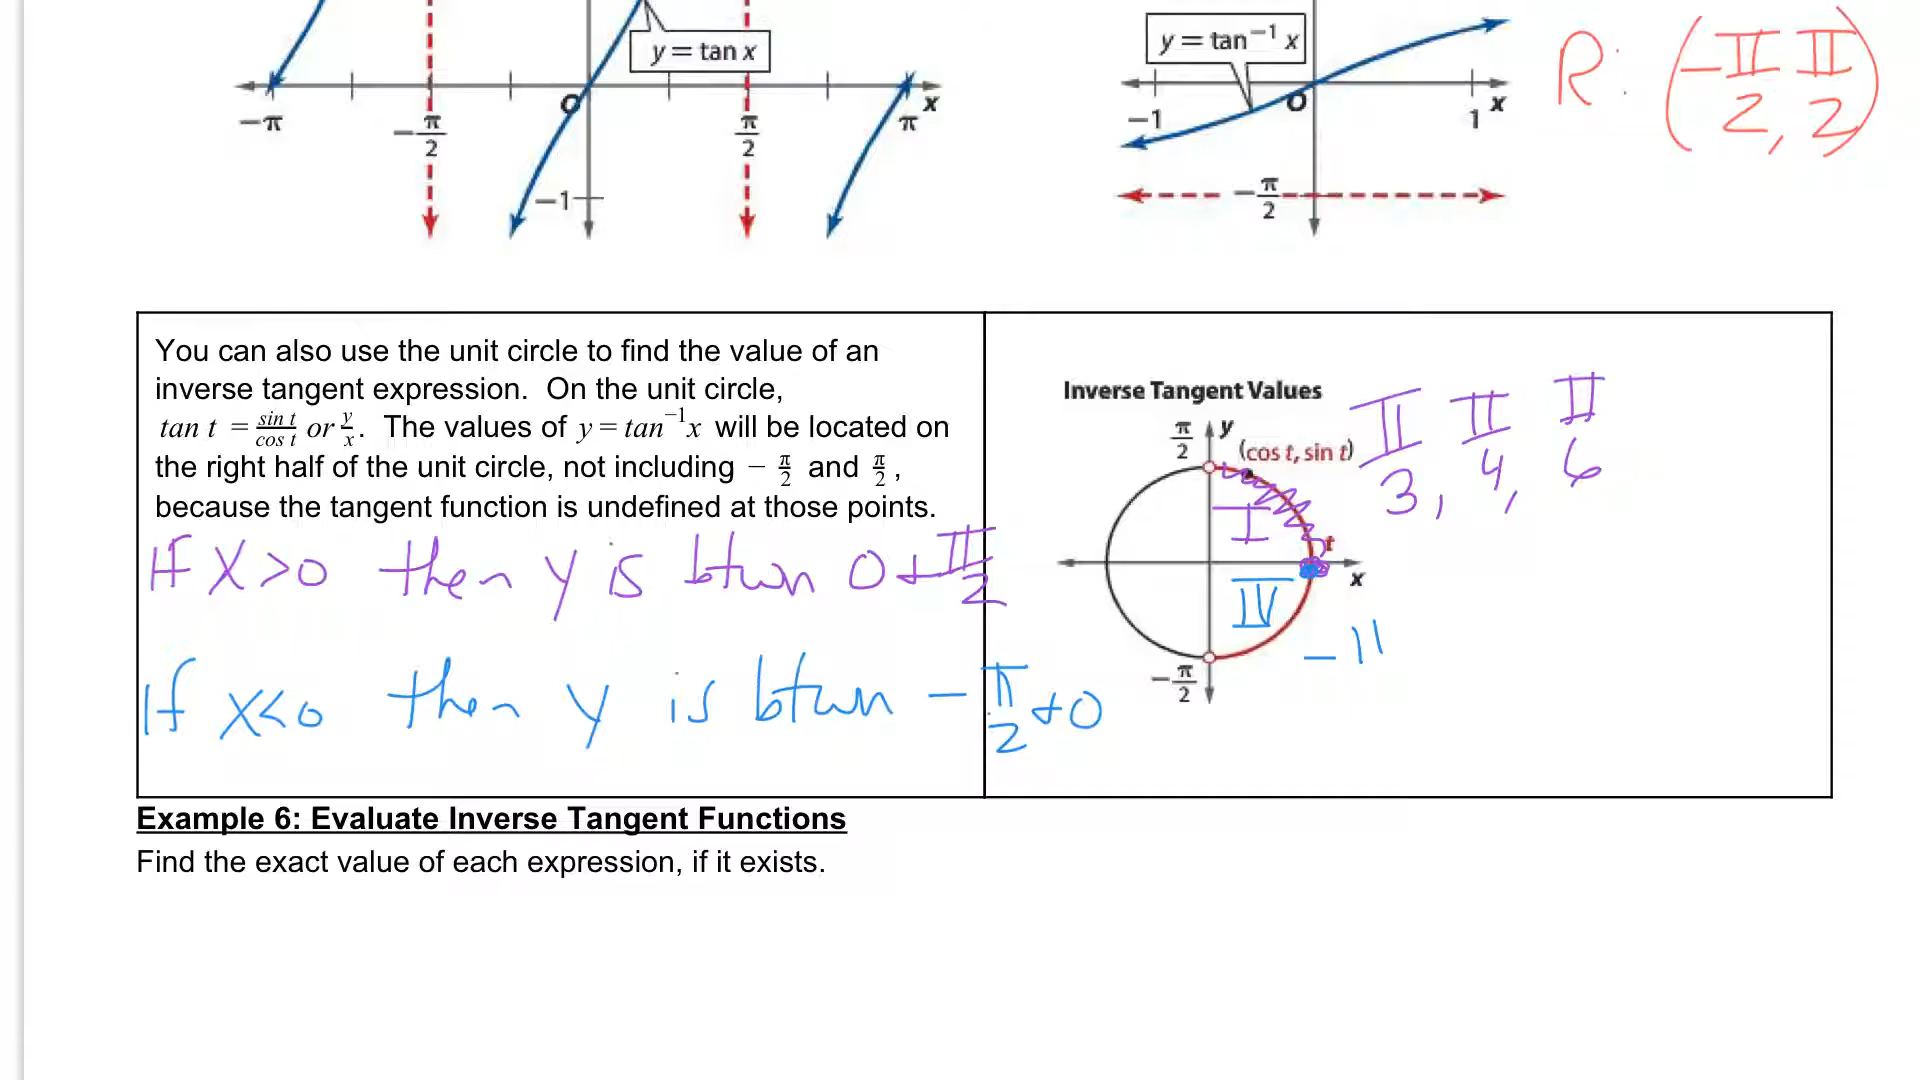 y = tan x
y = tan⁻¹ x
R: (-π/2, π/2)
−π
−π/2
O
π/2
π
x
−1
−1
O
1
x
−π/2
You can also use the unit circle to find the value of an
inverse tangent expression. On the unit circle,
tan t = sin t/cos t or y/x. The values of y = tan⁻¹x will be located on
the right half of the unit circle, not including − π/2 and π/2,
because the tangent function is undefined at those points.
If X>0 then y is btwn 0 + π/2
If x<0 then y is btwn - π/2 + 0
Inverse Tangent Values
π/2
y
(cos t, sin t)
π/3, π/4, π/6
I
t
x
IV
−π/2
Example 6: Evaluate Inverse Tangent Functions
Find the exact value of each expression, if it exists.